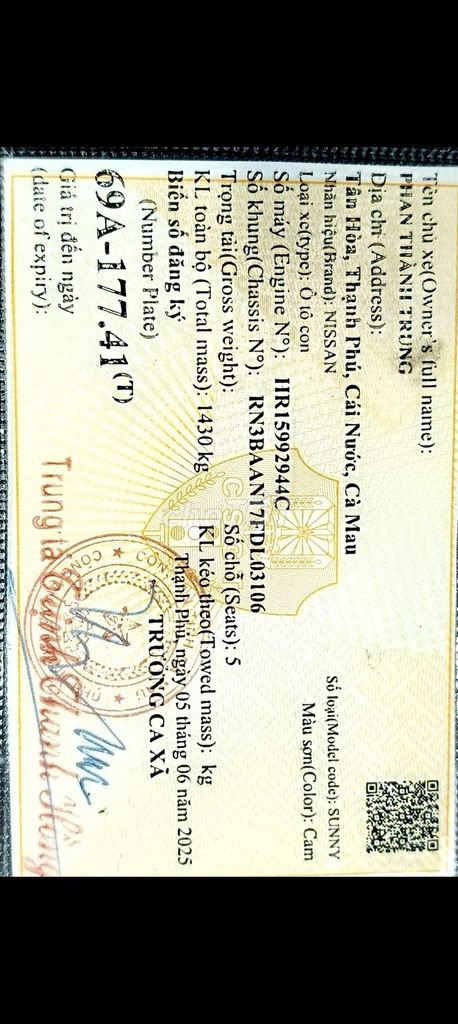 Tên chủ xe(Owner's full name):
PHAN THÀNH TRUNG
Địa chỉ (Address):
Tân Hòa, Thạnh Phú, Cái Nước, Cà Mau
Nhãn hiệu(Brand): NISSAN Số loại(Model code): SUNNY
Loại xe(type): Ô tô con Màu sơn(Color): Cam
Số máy (Engine N°): HR15992944C
Số khung(Chassis N°): RN3BAAN17FDL03106
Trọng tải(Gross weight): Số chỗ (Seats): 5
KL toàn bộ (Total mass): 1430 kg KL kéo theo(Towed mass): kg
Biển số đăng ký Thạnh Phú, ngày 05 tháng 06 năm 2025
(Number Plate) TRƯỞNG CA XÃ
69A-177.41(T)
Giá trị đến ngày
(date of expiry):
Trung tá